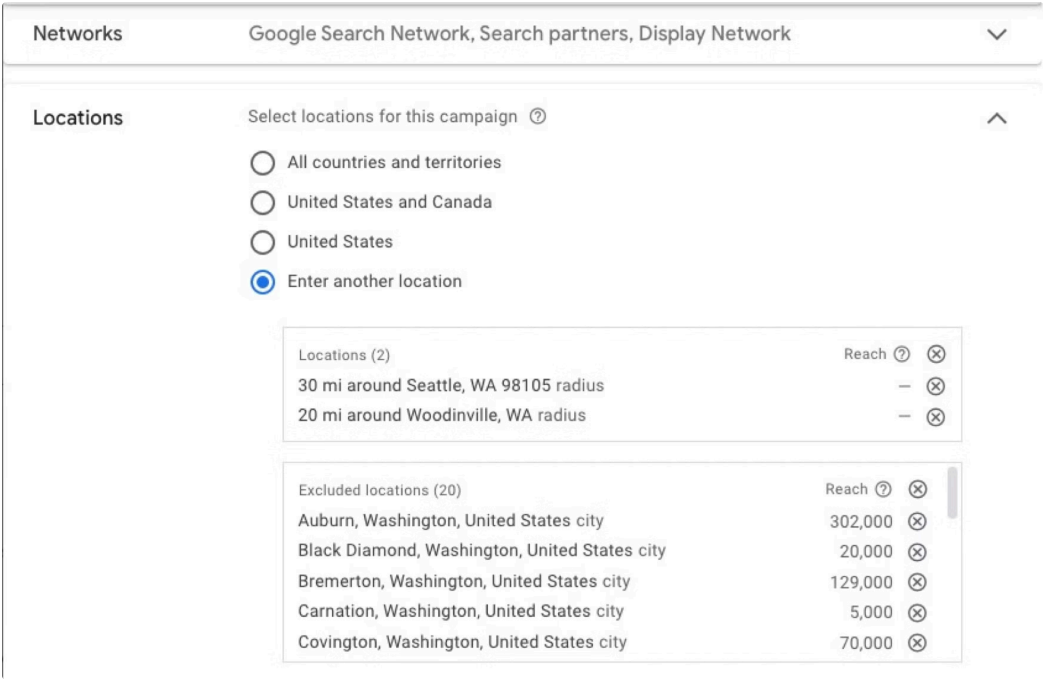 Networks Google Search Network, Search partners, Display Network
Locations Select locations for this campaign
All countries and territories
United States and Canada
United States
Enter another location
Locations (2) Reach
30 mi around Seattle, WA 98105 radius –
20 mi around Woodinville, WA radius –
Excluded locations (20) Reach
Auburn, Washington, United States city 302,000
Black Diamond, Washington, United States city 20,000
Bremerton, Washington, United States city 129,000
Carnation, Washington, United States city 5,000
Covington, Washington, United States city 70,000